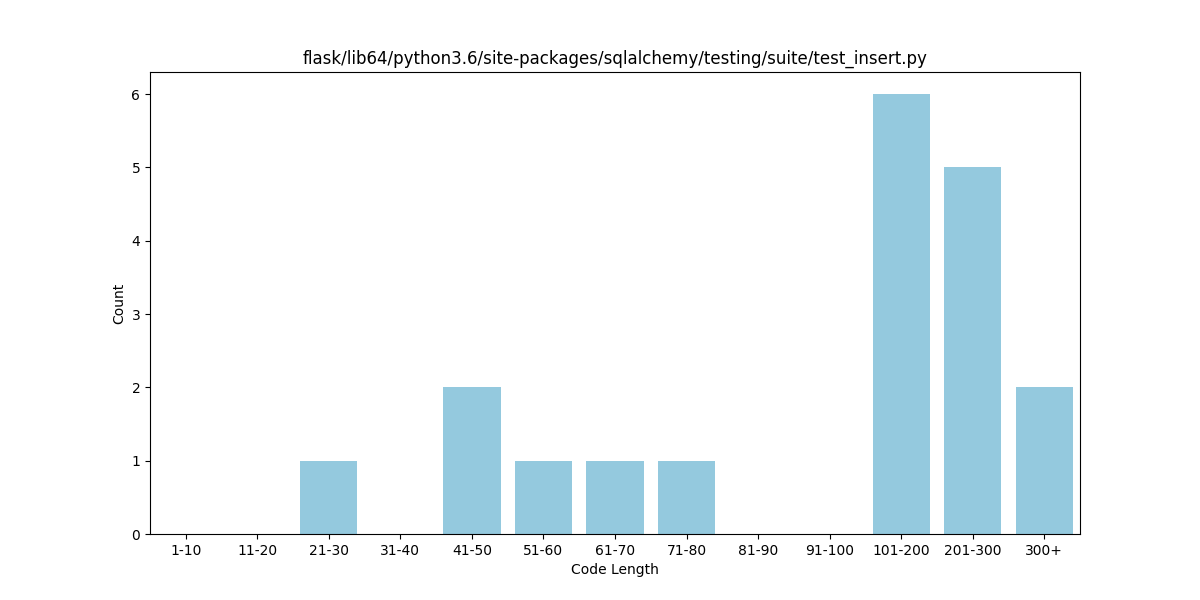 flask/lib64/python3.6/site-packages/sqlalchemy/testing/suite/test_insert.py
6
5
4
3
2
1
0
Count
1-10 11-20 21-30 31-40 41-50 51-60 61-70 71-80 81-90 91-100 101-200 201-300 300+
Code Length